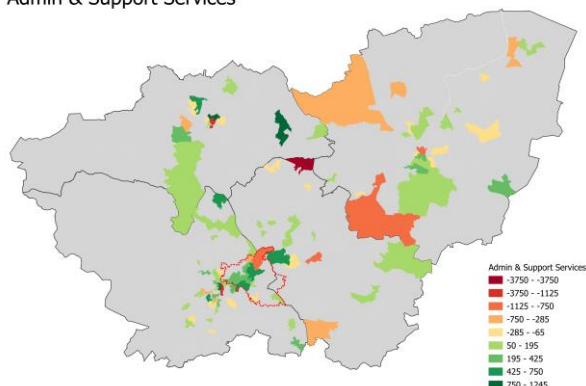 Admin & Support Services
Admin & Support Services
-3750 - -3750
-3750 - -1125
-1125 - -750
-750 - -285
-285 - -65
50 - 195
195 - 425
425 - 750
750 - 1245